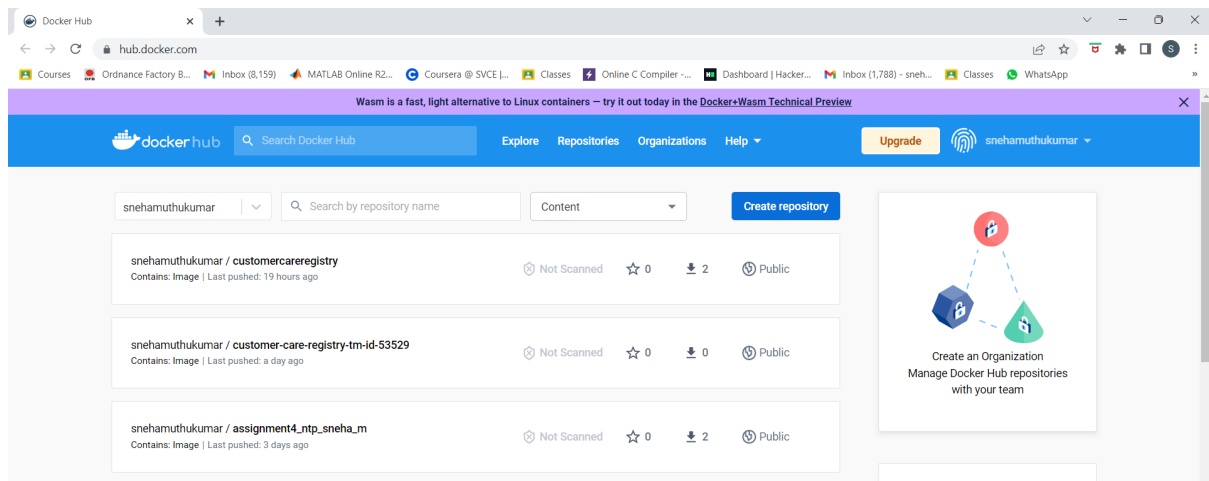 Docker Hub
hub.docker.com
S
Courses Ordnance Factory B... Inbox (8,159) MATLAB Online R2... Coursera @ SVCE |... Classes Online C Compiler -... Dashboard | Hacker... Inbox (1,788) - sneh... Classes WhatsApp »
Wasm is a fast, light alternative to Linux containers — try it out today in the Docker+Wasm Technical Preview
dockerhub Search Docker Hub Explore Repositories Organizations Help Upgrade snehamuthukumar
snehamuthukumar Search by repository name Content Create repository
snehamuthukumar / customercareregistry
Contains: Image | Last pushed: 19 hours ago
Not Scanned 0 2 Public
snehamuthukumar / customer-care-registry-tm-id-53529
Contains: Image | Last pushed: a day ago
Not Scanned 0 0 Public
snehamuthukumar / assignment4_ntp_sneha_m
Contains: Image | Last pushed: 3 days ago
Not Scanned 0 2 Public
Create an Organization
Manage Docker Hub repositories
with your team